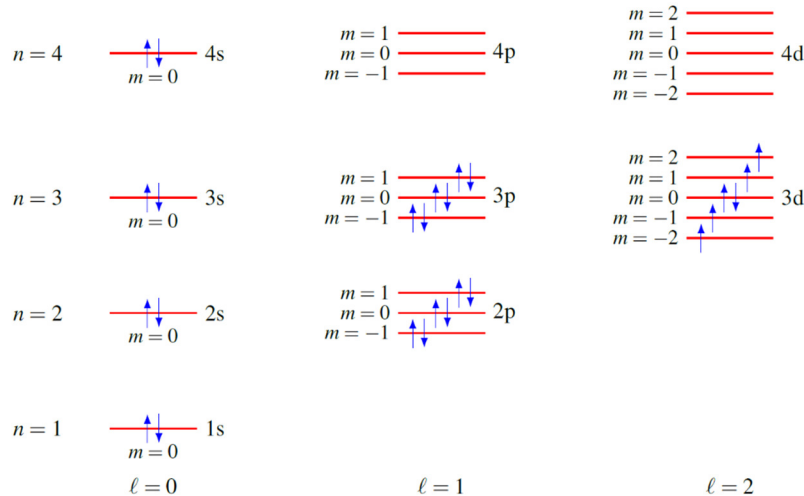 n = 4
m = 0
4s
m = 1
m = 0
m = −1
4p
m = 2
m = 1
m = 0
m = −1
m = −2
4d
n = 3
m = 0
3s
m = 1
m = 0
m = −1
3p
m = 2
m = 1
m = 0
m = −1
m = −2
3d
n = 2
m = 0
2s
m = 1
m = 0
m = −1
2p
n = 1
m = 0
1s
ℓ = 0
ℓ = 1
ℓ = 2